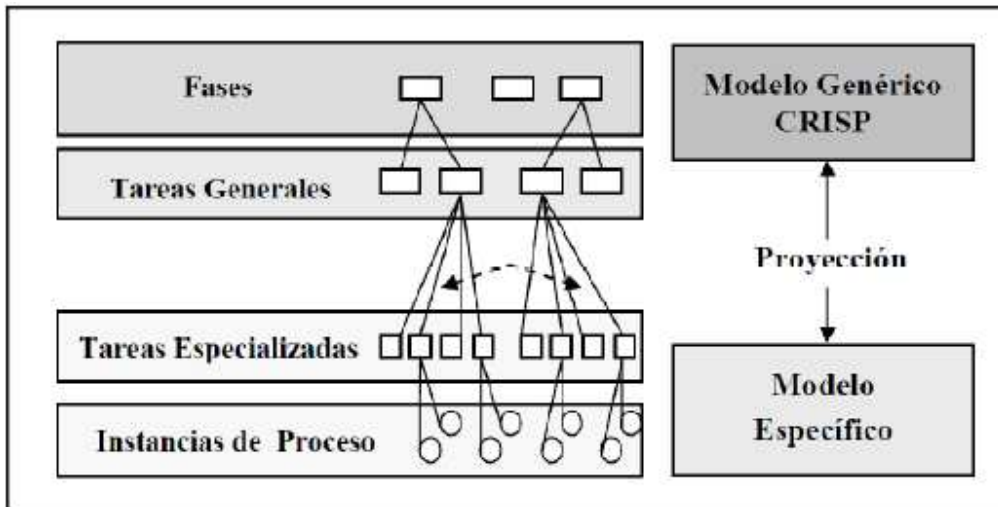 Fases
Tareas Generales
Tareas Especializadas
Instancias de Proceso
Modelo Genérico
CRISP
Proyección
Modelo
Específico